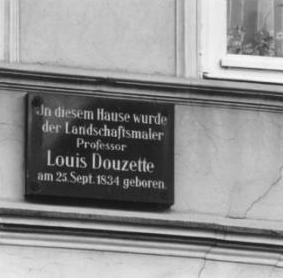 In diesem Hause wurde
der Landschaftsmaler
Professor
Louis Douzette
am 25. Sept. 1834 geboren.